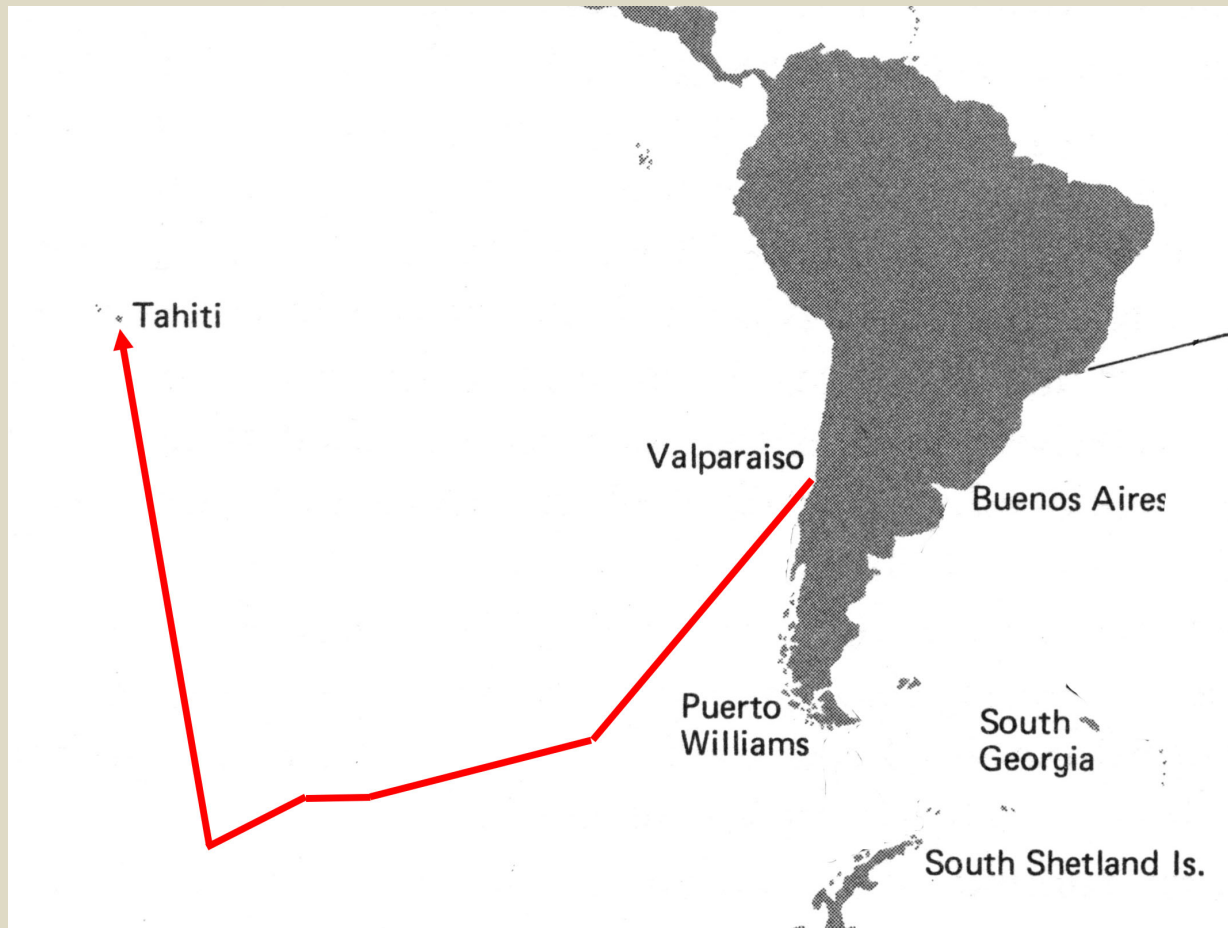 Tahiti
Valparaiso
Buenos Aires
Puerto
Williams
South
Georgia
South Shetland Is.